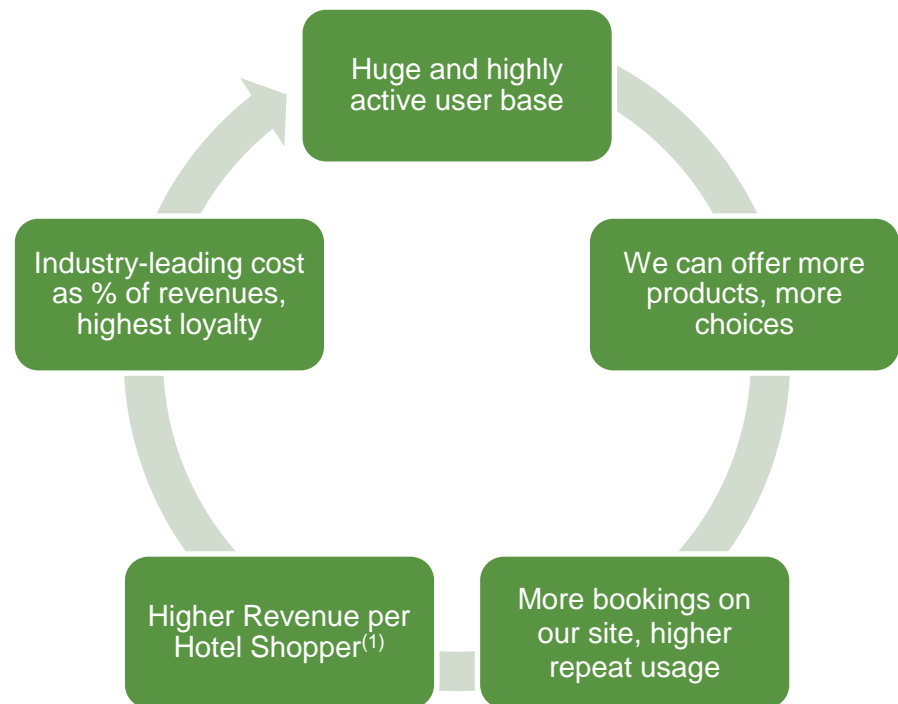 Huge and highly
active user base
We can offer more
products, more
choices
More bookings on
our site, higher
repeat usage
Higher Revenue per
Hotel Shopper(1)
Industry-leading cost
as % of revenues,
highest loyalty